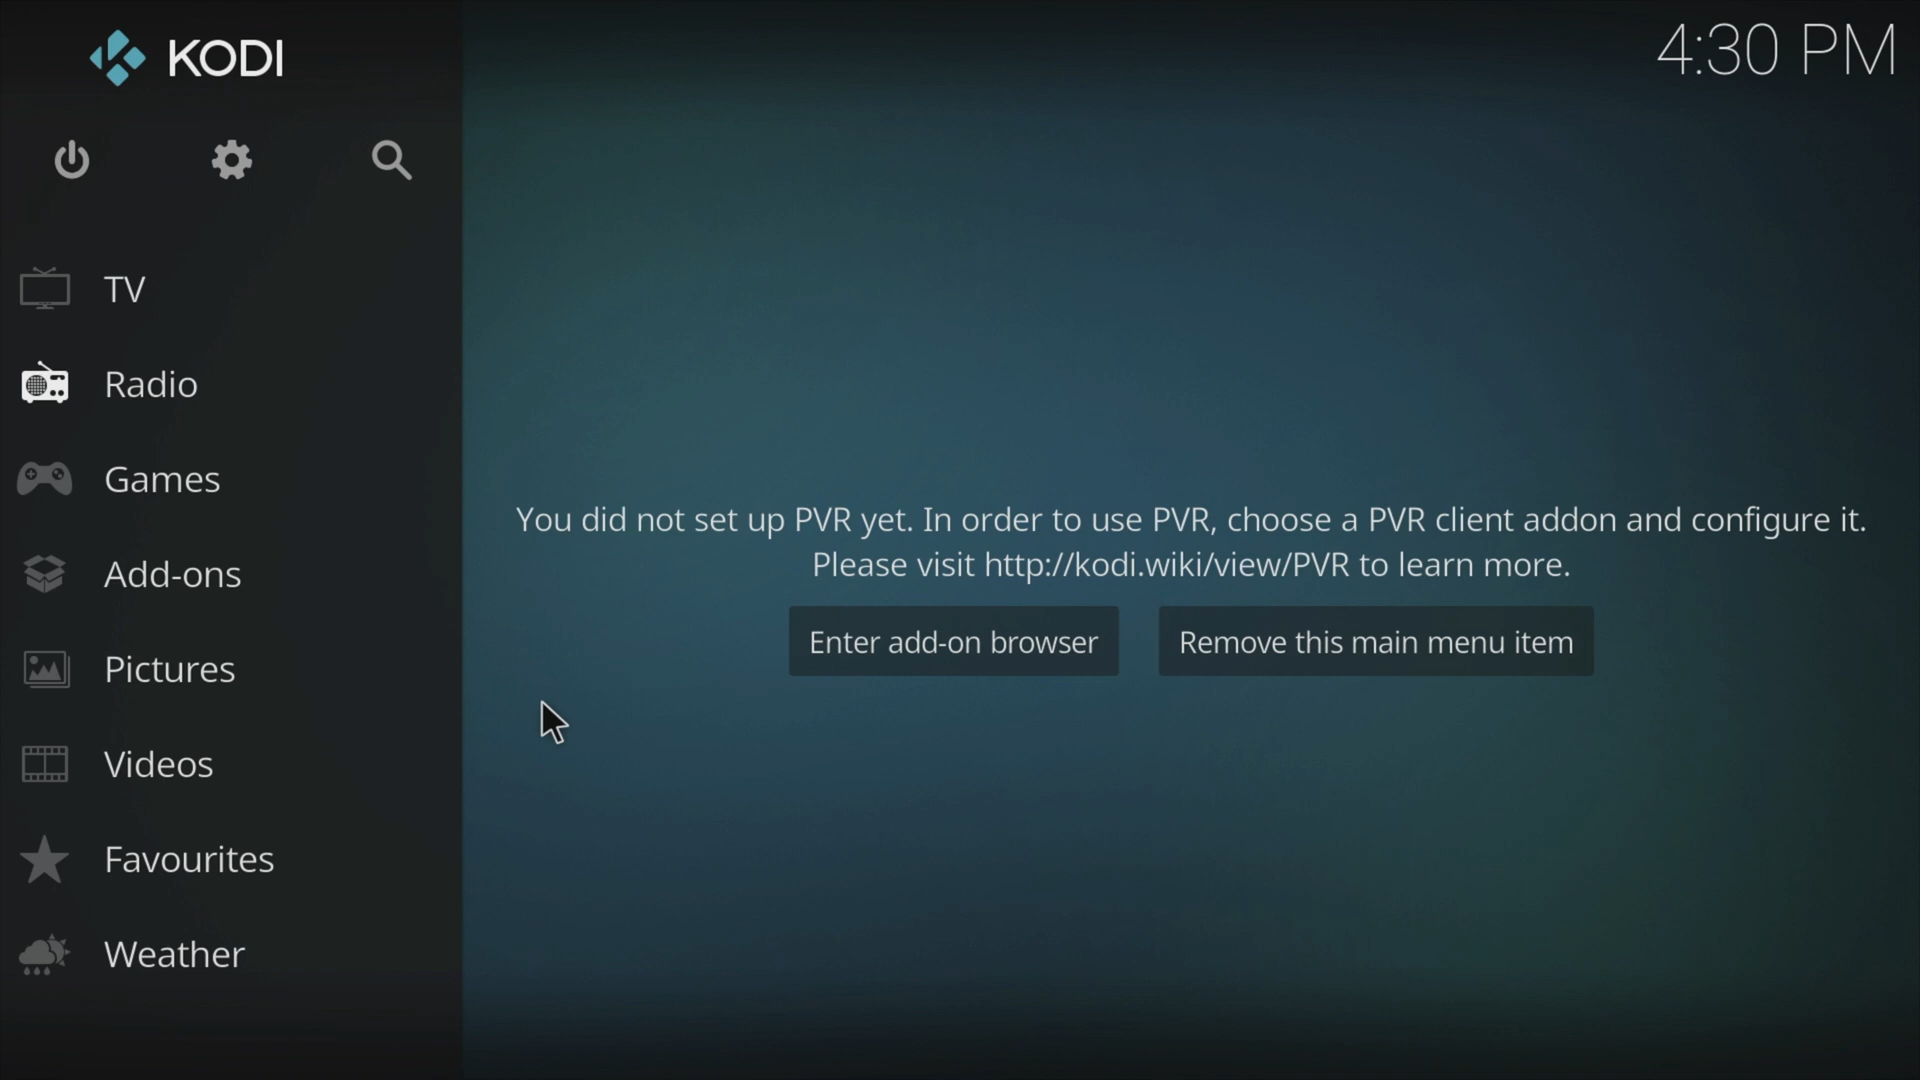 KODI
4:30 PM
TV
Radio
Games
Add-ons
Pictures
Videos
Favourites
Weather
You did not set up PVR yet. In order to use PVR, choose a PVR client addon and configure it.
Please visit http://kodi.wiki/view/PVR to learn more.
Enter add-on browser
Remove this main menu item